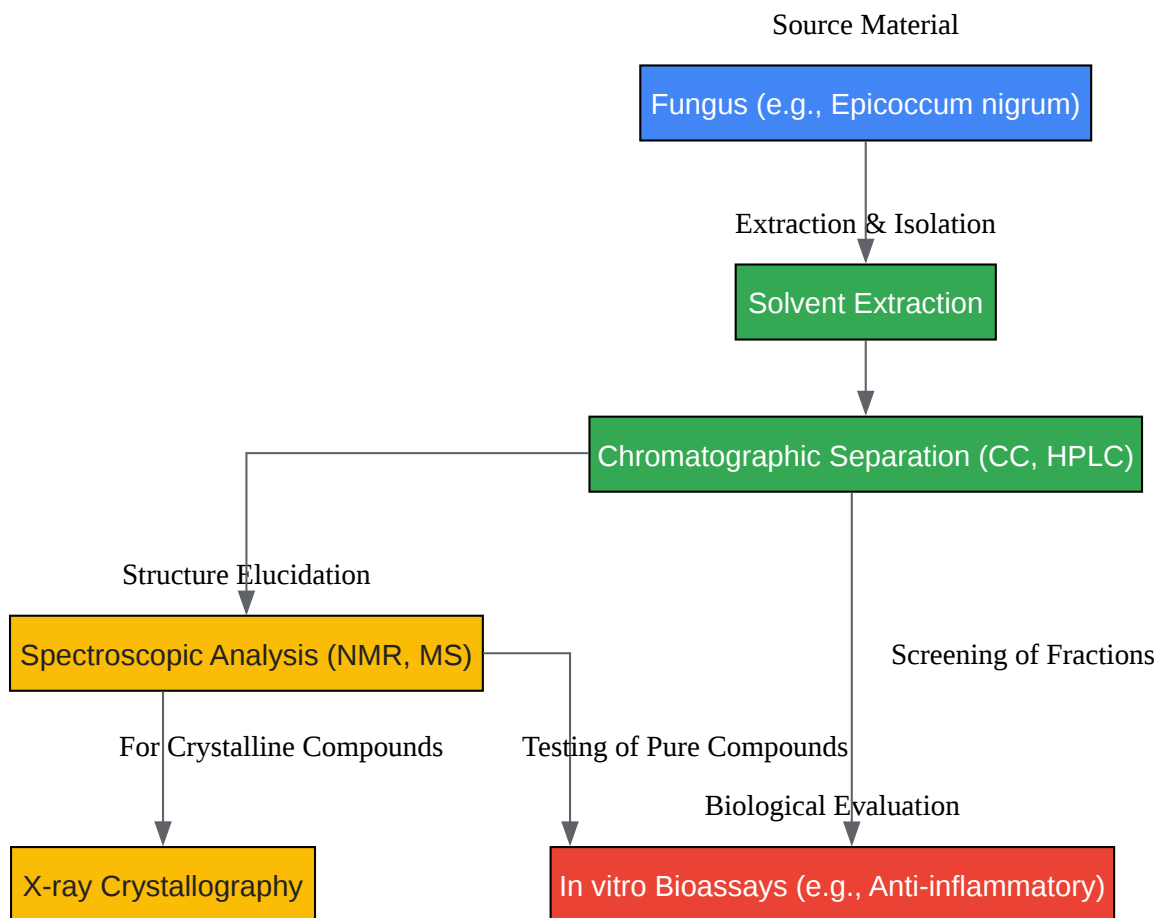 Source Material
Fungus (e.g., Epicoccum nigrum)
Extraction & Isolation
Solvent Extraction
Chromatographic Separation (CC, HPLC)
Structure Elucidation
Spectroscopic Analysis (NMR, MS)
Screening of Fractions
For Crystalline Compounds
Testing of Pure Compounds
Biological Evaluation
X-ray Crystallography
In vitro Bioassays (e.g., Anti-inflammatory)